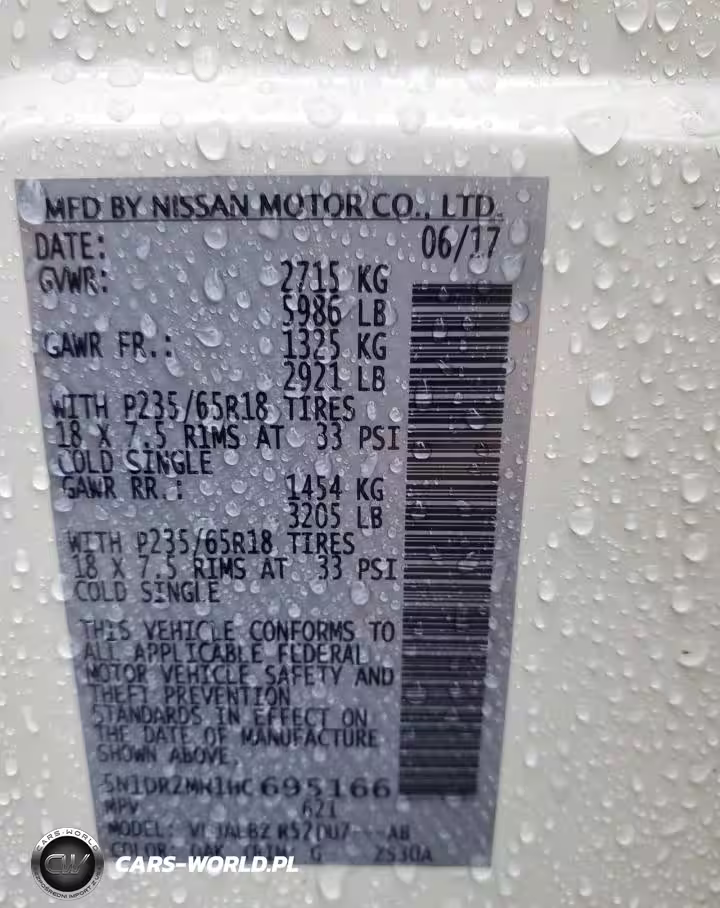 MFD BY NISSAN MOTOR CO., LTD.
DATE: 06/17
GVWR: 2715 KG
5986 LB
GAWR FR.: 1325 KG
2921 LB
WITH P235/65R18 TIRES
18 X 7.5 RIMS AT 33 PSI
COLD SINGLE
GAWR RR.: 1454 KG
3205 LB
WITH P235/65R18 TIRES
18 X 7.5 RIMS AT 33 PSI
COLD SINGLE
THIS VEHICLE CONFORMS TO
ALL APPLICABLE FEDERAL
MOTOR VEHICLE SAFETY AND
THEFT PREVENTION
STANDARDS IN EFFECT ON
THE DATE OF MANUFACTURE
SHOWN ABOVE.
695166
MPV 621
MODEL:
COLOR: G 2S30A
CARS-WORLD.PL